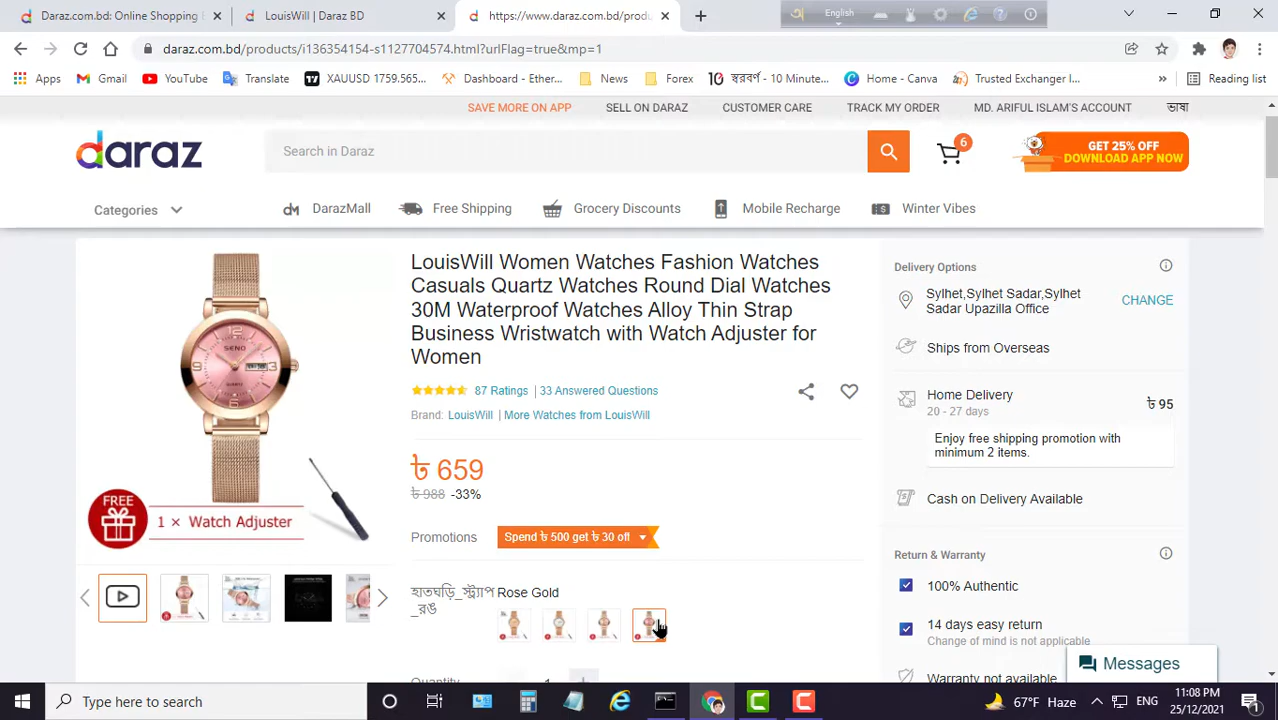 Daraz.com.bd: Online Shopping
LouisWill | Daraz BD
https://www.daraz.com.bd/produ
English
daraz.com.bd/products/i136354154-s1127704574.html?urlFlag=true&mp=1
Apps
Gmail
YouTube
Translate
XAUUSD 1759.565...
Dashboard - Ether...
News
Forex
10
স্বরবর্ণ - 10 Minute...
Home - Canva
Trusted Exchanger I...
»
Reading list
SAVE MORE ON APP
SELL ON DARAZ
CUSTOMER CARE
TRACK MY ORDER
MD. ARIFUL ISLAM'S ACCOUNT
ভাষা
daraz
Search in Daraz
6
GET 25% OFF
DOWNLOAD APP NOW
Categories
DarazMall
Free Shipping
Grocery Discounts
Mobile Recharge
Winter Vibes
LouisWill Women Watches Fashion Watches
Casuals Quartz Watches Round Dial Watches
30M Waterproof Watches Alloy Thin Strap
Business Wristwatch with Watch Adjuster for
Women
87 Ratings | 33 Answered Questions
Brand: LouisWill | More Watches from LouisWill
৳ 659
৳ 988 -33%
Promotions
Spend ৳ 500 get ৳ 30 off
হাতঘড়ি_স্ট্র্যাপ
_রঙ
Rose Gold
Quantity
1
12
SEND
9
3
QUARTZ
6
FREE
1 × Watch Adjuster
Delivery Options
Sylhet,Sylhet Sadar,Sylhet
Sadar Upazilla Office
CHANGE
Ships from Overseas
Home Delivery
20 - 27 days
৳ 95
Enjoy free shipping promotion with
minimum 2 items.
Cash on Delivery Available
Return & Warranty
100% Authentic
14 days easy return
Change of mind is not applicable
Warranty not available
Messages
Type here to search
67°F Haze
ENG
11:08 PM
25/12/2021
1